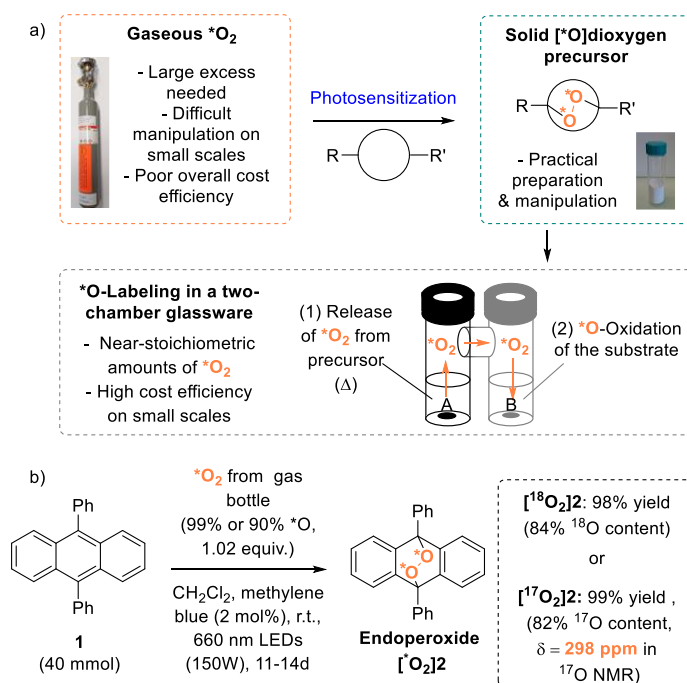 a)
Gaseous *O2
- Large excess
needed
- Difficult
manipulation on
small scales
- Poor overall cost
efficiency
Photosensitization
R
R'
Solid [*O]dioxygen
precursor
*O
O
R
R'
- Practical
preparation
& manipulation
*O-Labeling in a two-
chamber glassware
- Near-stoichiometric
amounts of *O2
- High cost efficiency
on small scales
(1) Release
of *O2 from
precursor
(Δ)
*O2
*O2
A
B
(2) *O-Oxidation
of the substrate
b)
Ph
Ph
1
(40 mmol)
*O2 from gas
bottle
(99% or 90% *O,
1.02 equiv.)
CH2Cl2, methylene
blue (2 mol%), r.t.,
660 nm LEDs
(150W), 11-14d
Ph
O
*O
Ph
Endoperoxide
[*O2]2
[18O2]2: 98% yield
(84% 18O content)
or
[17O2]2: 99% yield ,
(82% 17O content,
δ = 298 ppm in
17O NMR)